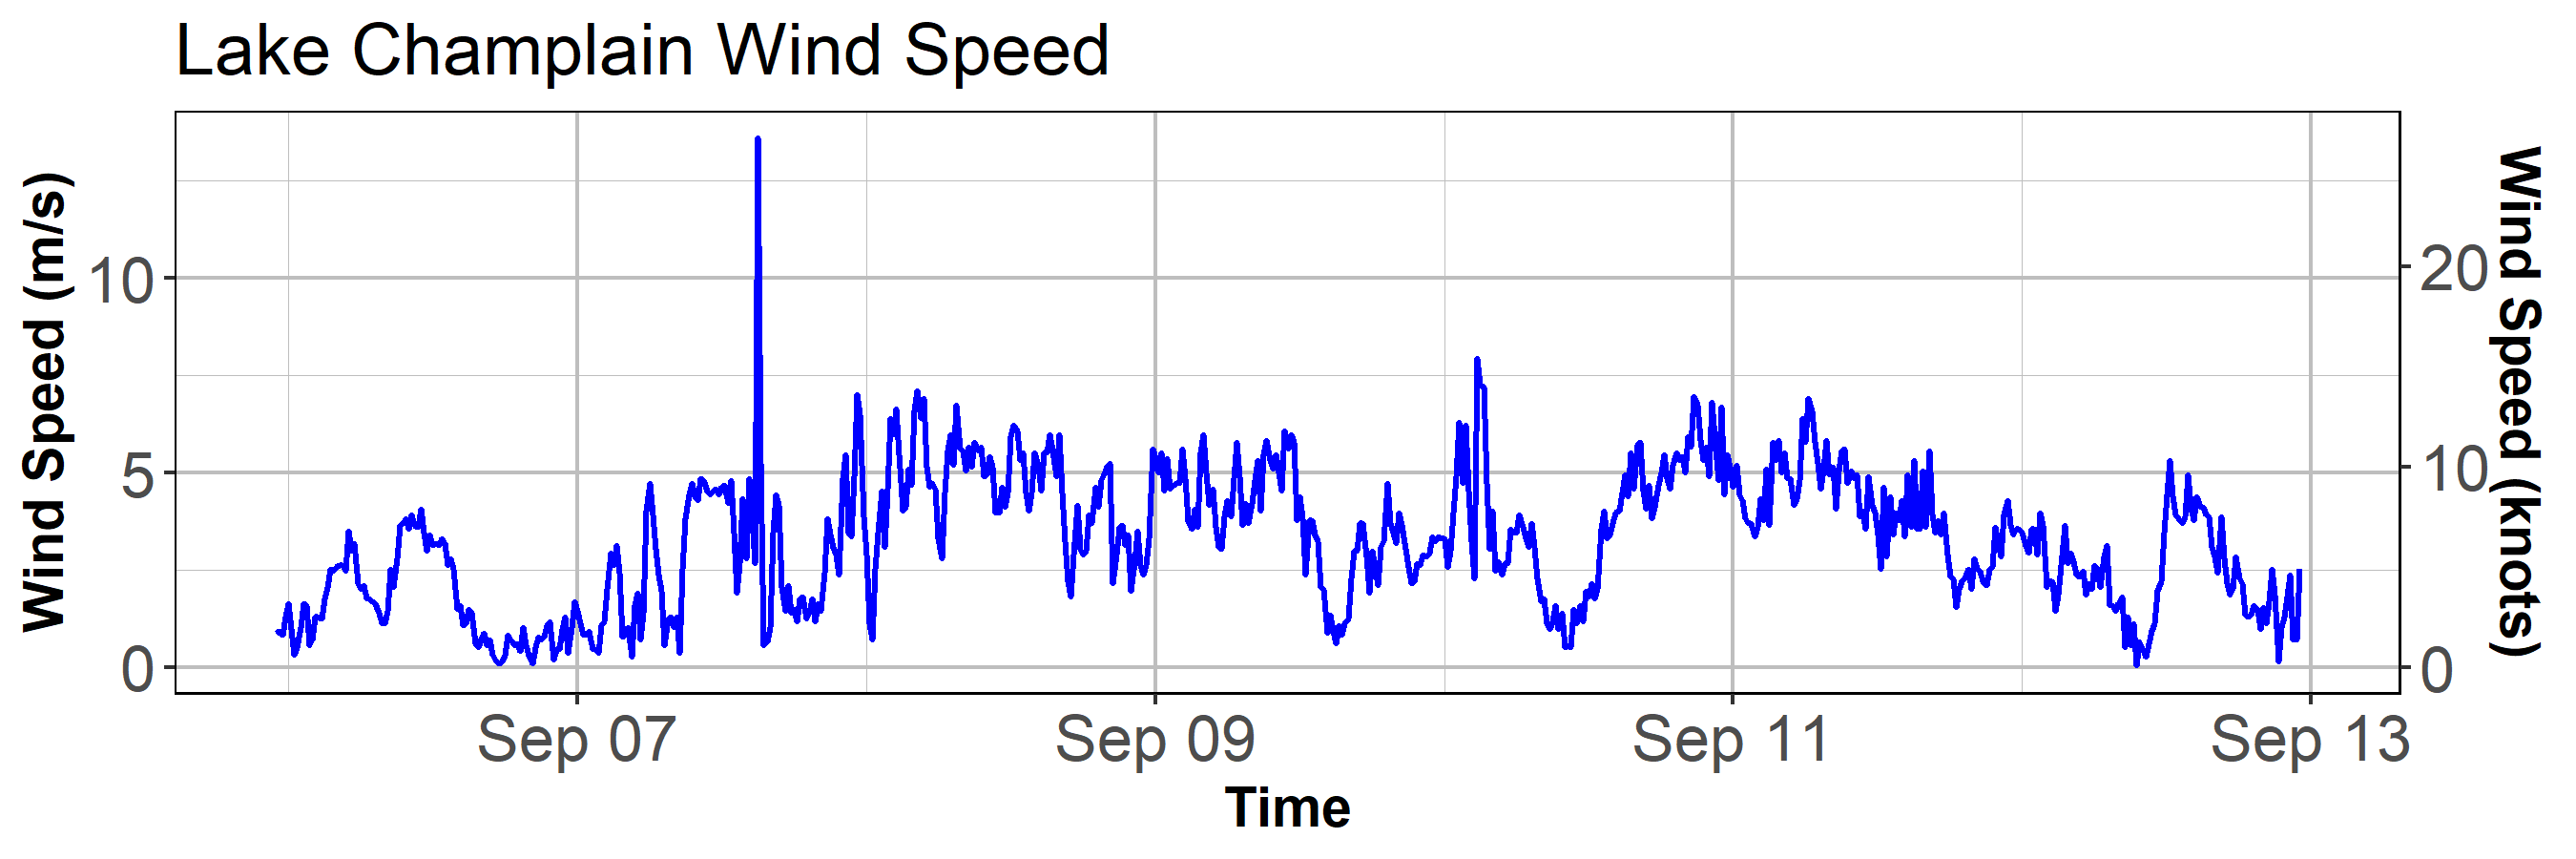 Lake Champlain Wind Speed
Wind Speed (m/s)
10
5
0
20
10
0
Wind Speed (knots)
Sep 07
Sep 09
Sep 11
Sep 13
Time